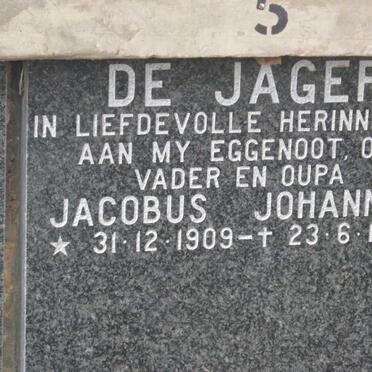 5
DE JAGER
IN LIEFDEVOLLE HERINN
AAN MY EGGENOOT, O
VADER EN OUPA
JACOBUS JOHANN
★ 31·12·1909-✝ 23·6·1